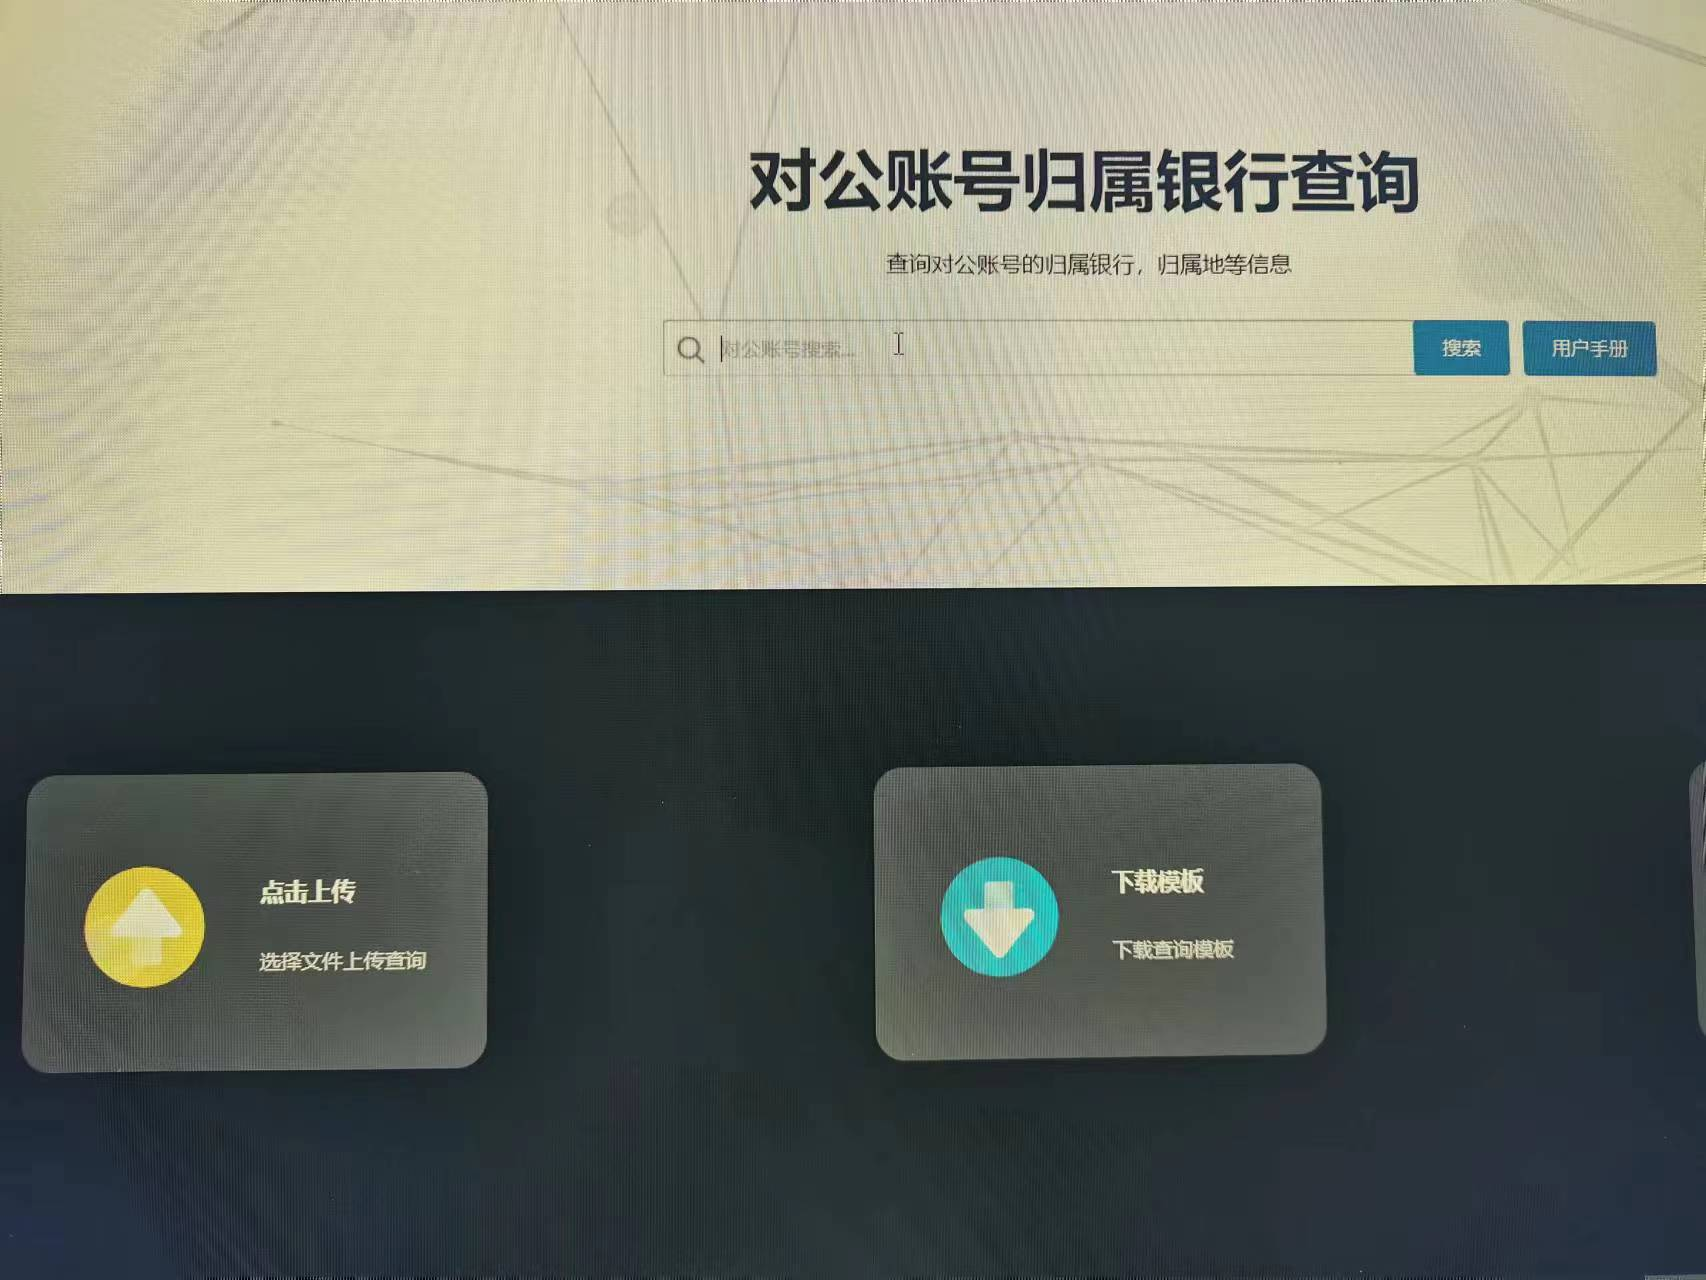 对公账号归属银行查询
查询对公账号的归属银行，归属地等信息
对公账号搜索...
搜索
用户手册
点击上传
选择文件上传查询
下载模板
下载查询模板